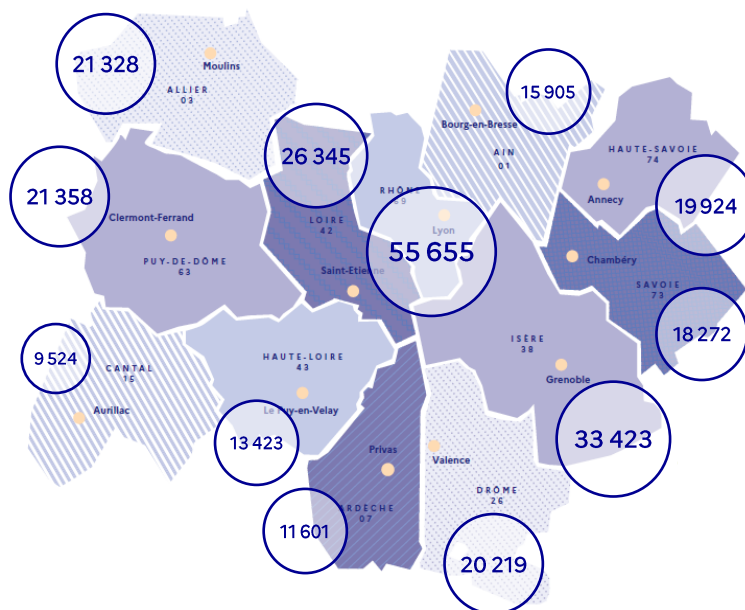 21 328
Moulins
ALLIER
03
15 905
Bourg-en-Bresse
AIN
01
26 345
HAUTE-SAVOIE
74
Annecy
19 924
21 358
Clermont-Ferrand
PUY-DE-DÔME
63
LOIRE
42
Saint-Etienne
RHÔNE
69
Lyon
55 655
Chambéry
SAVOIE
73
18 272
9 524
CANTAL
15
Aurillac
HAUTE-LOIRE
43
Le Puy-en-Velay
13 423
ISÈRE
38
Grenoble
33 423
Privas
ARDÈCHE
07
11 601
Valence
DRÔME
26
20 219